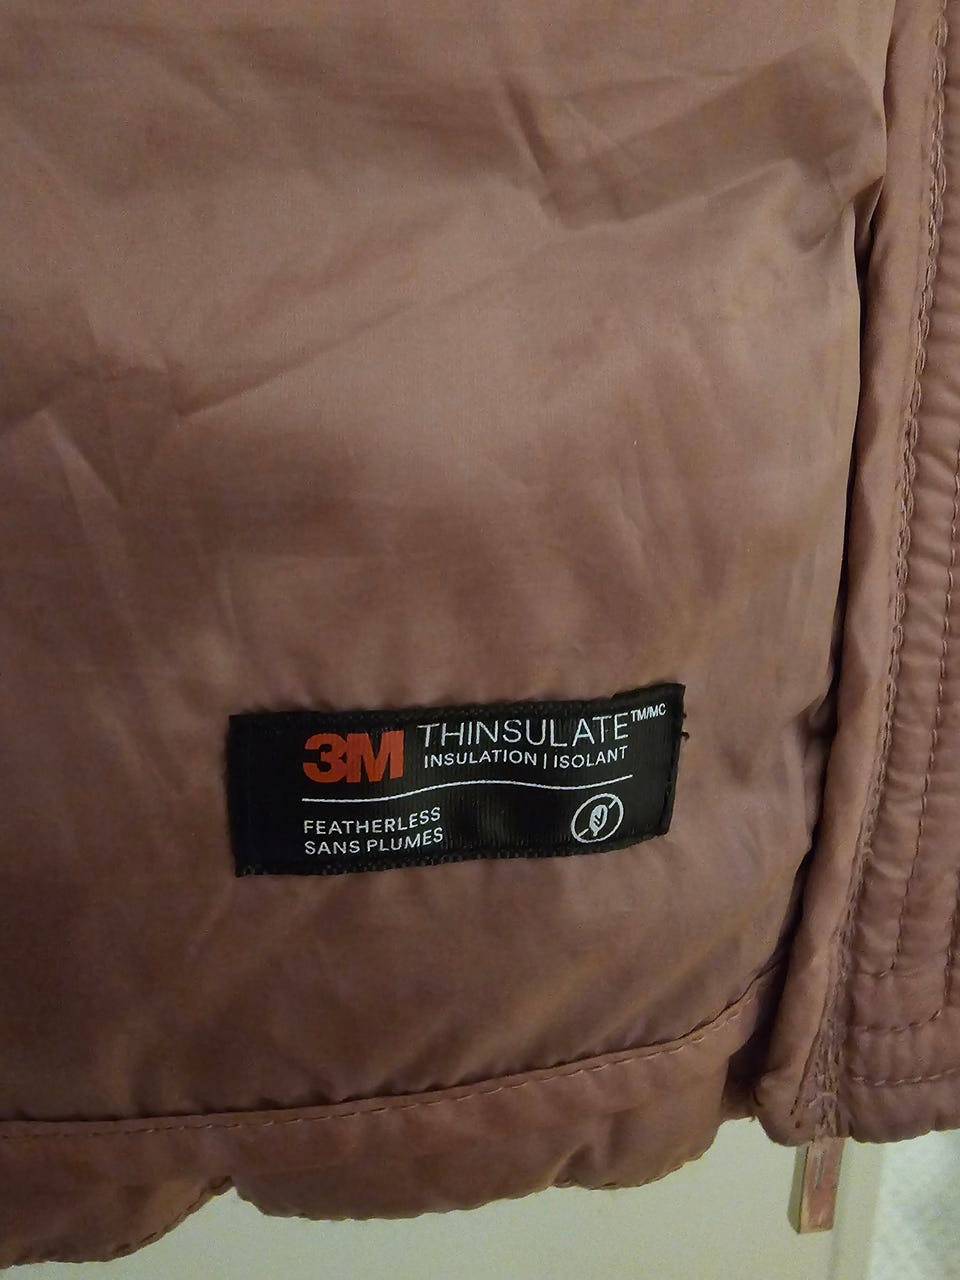 3M THINSULATE™/MC
INSULATION | ISOLANT
FEATHERLESS
SANS PLUMES